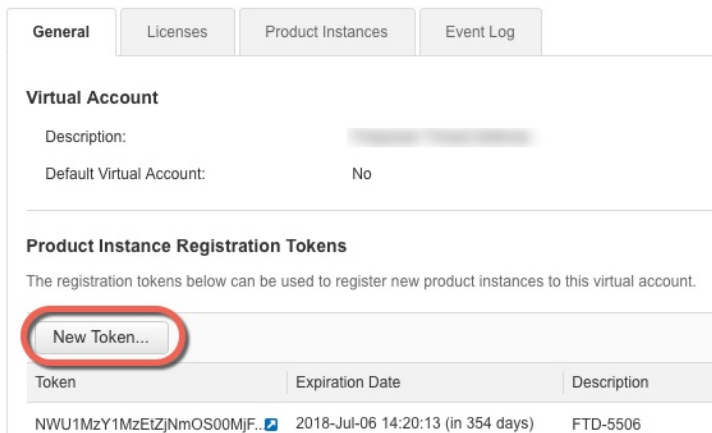 General Licenses Product Instances Event Log
Virtual Account
Description:
Default Virtual Account: No
Product Instance Registration Tokens
The registration tokens below can be used to register new product instances to this virtual account.
New Token...
Token Expiration Date Description
NWU1MzY1MzEtZjNmOS00MjF.. 2018-Jul-06 14:20:13 (in 354 days) FTD-5506